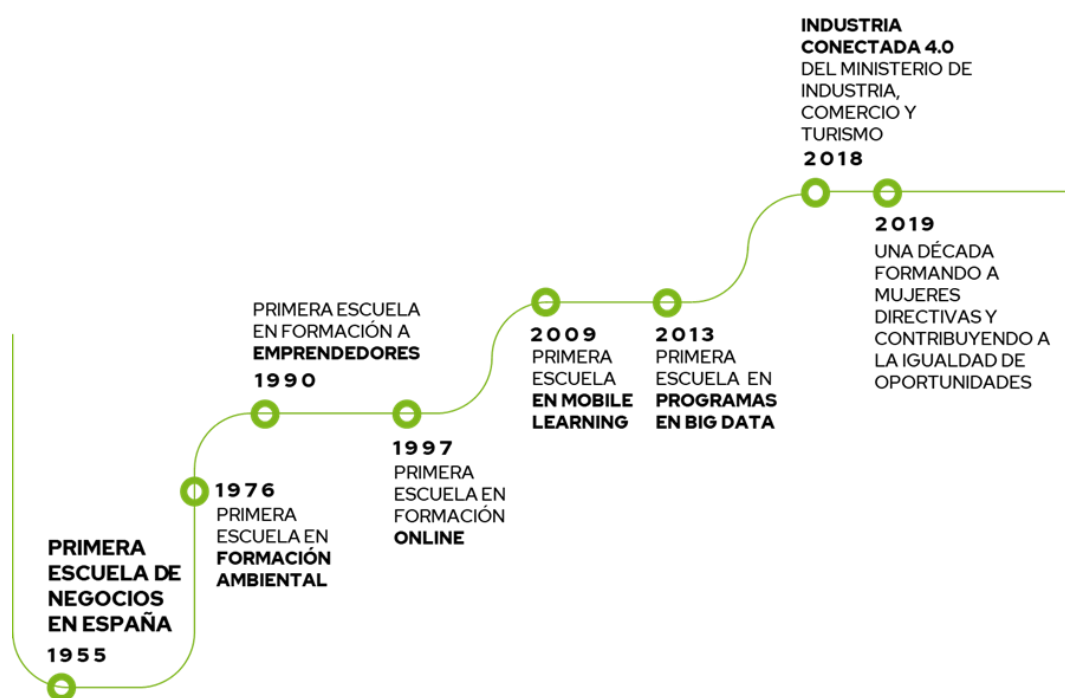 PRIMERA
ESCUELA DE
NEGOCIOS
EN ESPAÑA
1955
1976
PRIMERA
ESCUELA EN
FORMACIÓN
AMBIENTAL
PRIMERA ESCUELA
EN FORMACIÓN A
EMPRENDEDORES
1990
1997
PRIMERA
ESCUELA EN
FORMACIÓN
ONLINE
2009
PRIMERA
ESCUELA
EN MOBILE
LEARNING
2013
PRIMERA
ESCUELA EN
PROGRAMAS
EN BIG DATA
INDUSTRIA
CONECTADA 4.0
DEL MINISTERIO DE
INDUSTRIA,
COMERCIO Y
TURISMO
2018
2019
UNA DÉCADA
FORMANDO A
MUJERES
DIRECTIVAS Y
CONTRIBUYENDO A
LA IGUALDAD DE
OPORTUNIDADES